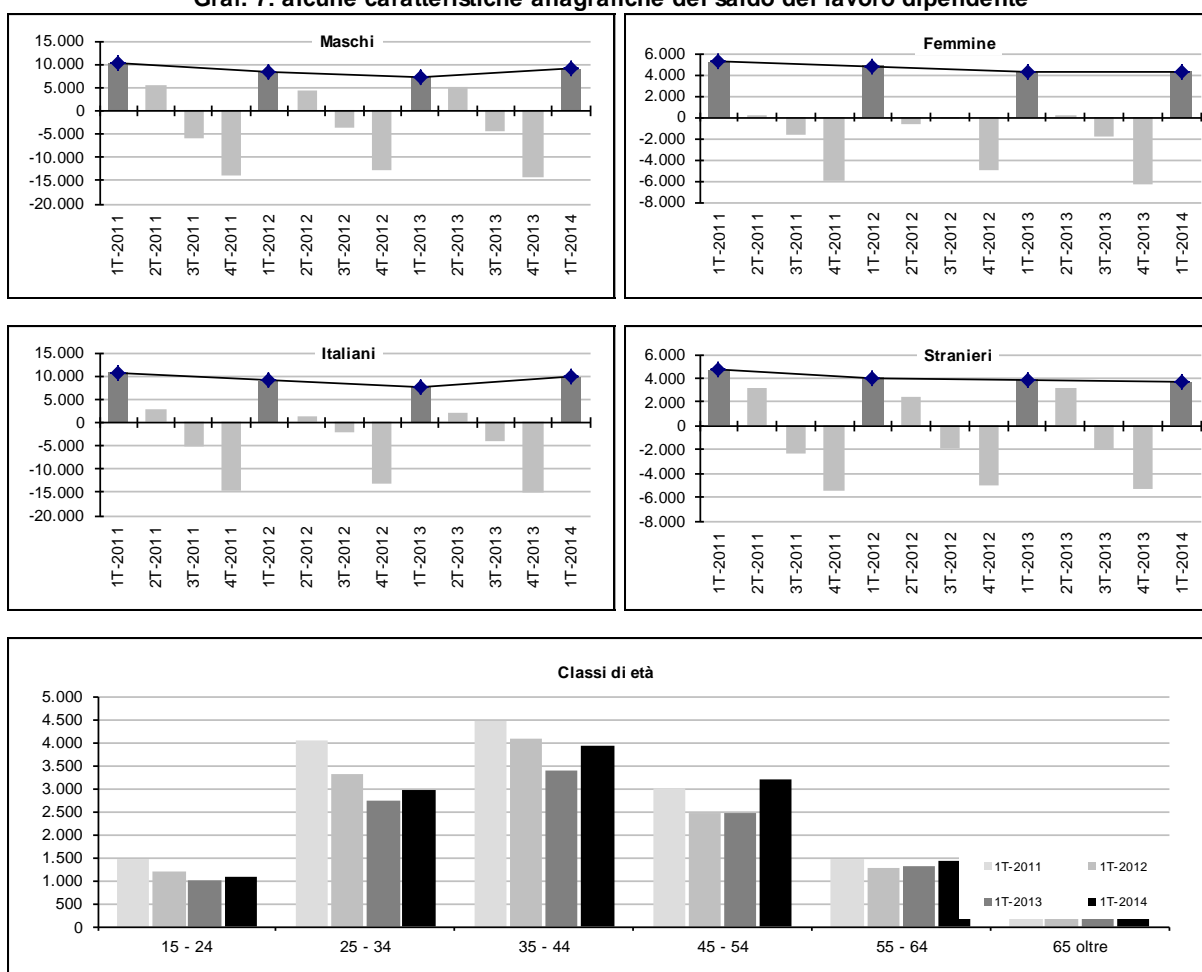 Graf. 7: alcune caratteristiche anagrafiche del saldo del lavoro dipendente
Maschi
15.000
10.000
5.000
0
-5.000
-10.000
-15.000
-20.000
1T-2011
2T-2011
3T-2011
4T-2011
1T-2012
2T-2012
3T-2012
4T-2012
1T-2013
2T-2013
3T-2013
4T-2013
1T-2014
Femmine
6.000
4.000
2.000
0
-2.000
-4.000
-6.000
-8.000
1T-2011
2T-2011
3T-2011
4T-2011
1T-2012
2T-2012
3T-2012
4T-2012
1T-2013
2T-2013
3T-2013
4T-2013
1T-2014
Italiani
15.000
10.000
5.000
0
-5.000
-10.000
-15.000
-20.000
1T-2011
2T-2011
3T-2011
4T-2011
1T-2012
2T-2012
3T-2012
4T-2012
1T-2013
2T-2013
3T-2013
4T-2013
1T-2014
Stranieri
6.000
4.000
2.000
0
-2.000
-4.000
-6.000
-8.000
1T-2011
2T-2011
3T-2011
4T-2011
1T-2012
2T-2012
3T-2012
4T-2012
1T-2013
2T-2013
3T-2013
4T-2013
1T-2014
Classi di età
5.000
4.500
4.000
3.500
3.000
2.500
2.000
1.500
1.000
500
0
15 - 24
25 - 34
35 - 44
45 - 54
55 - 64
65 oltre
1T-2011
1T-2012
1T-2013
1T-2014